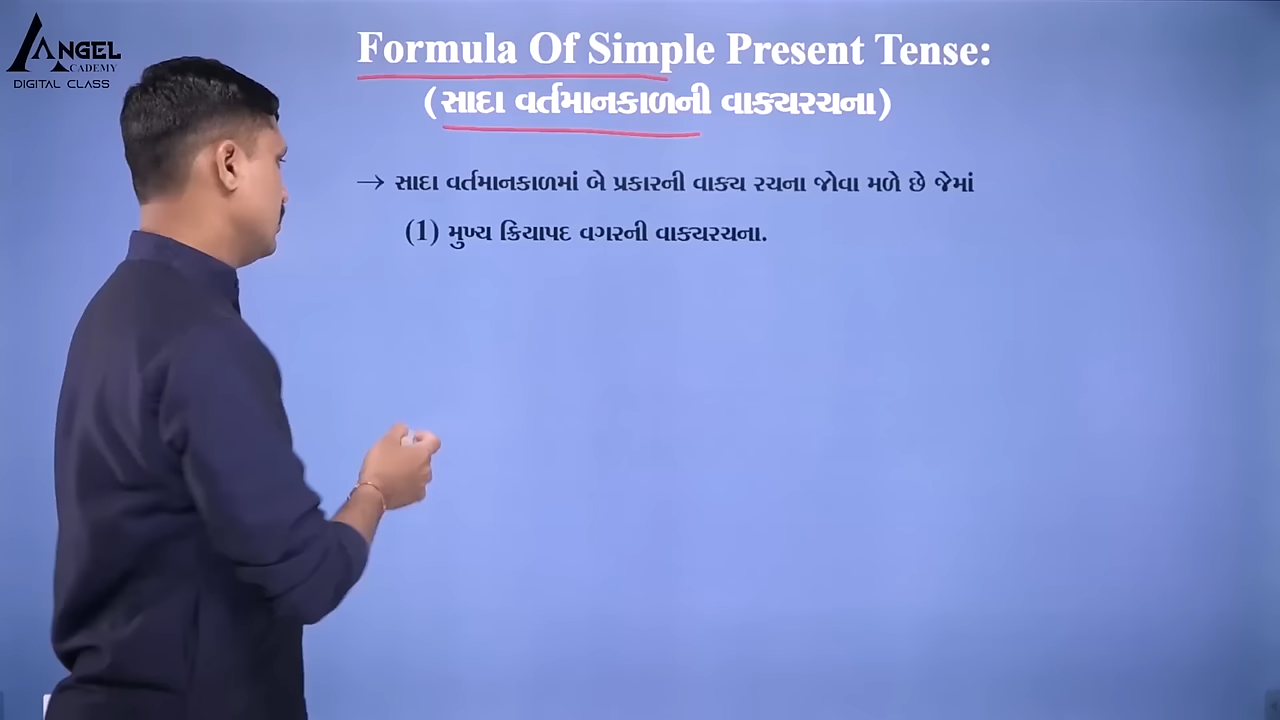 ANGEL
ACADEMY
DIGITAL CLASS
Formula Of Simple Present Tense:
(સાદા વર્તમાનકાળની વાક્યરચના)
→ સાદા વર્તમાનકાળમાં બે પ્રકારની વાક્ય રચના જોવા મળે છે જેમાં
(1) મુખ્ય ક્રિયાપદ વગરની વાક્યરચના.